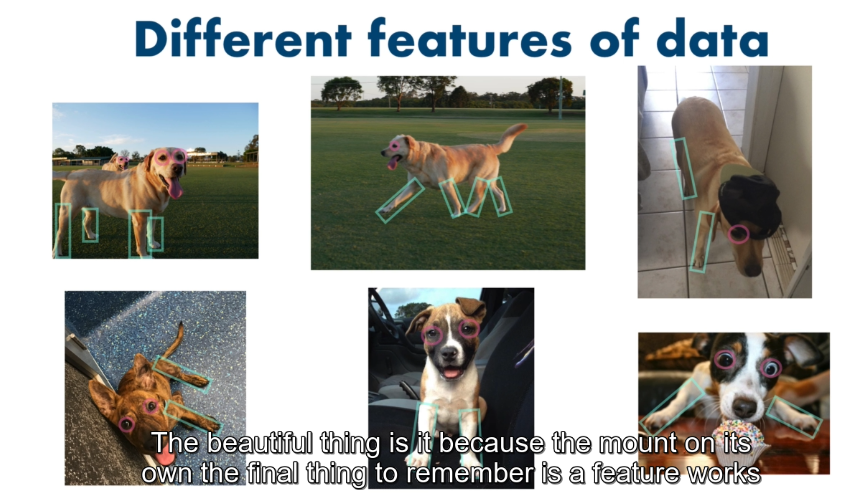 Different features of data
The beautiful thing is it because the mount on its
own the final thing to remember is a feature works